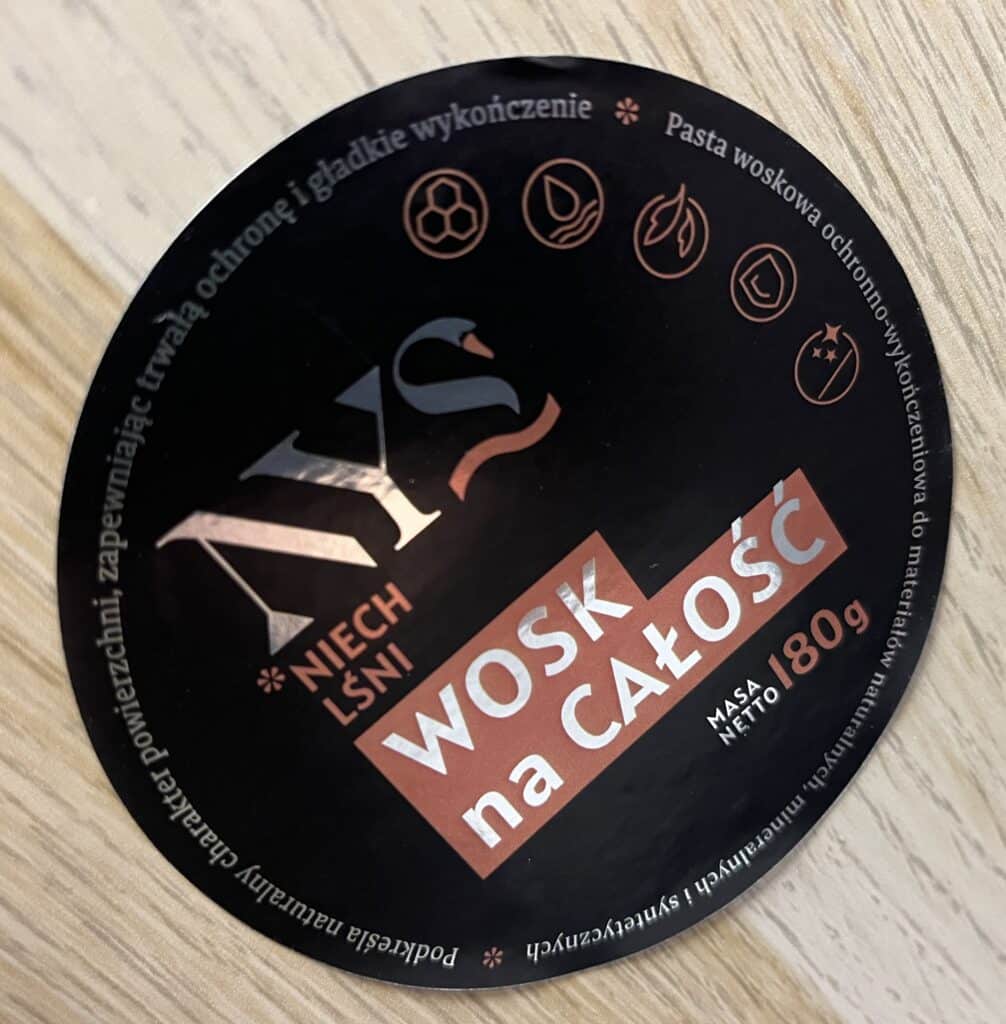 NYS
*NIECH
LŚNI
WOSK
na CAŁOŚĆ
MASA
NETTO 180g
* Pasta woskowa ochronno-wykończeniowa do materiałów naturalnych, mineralnych i syntetycznych
* Podkreśla naturalny charakter powierzchni, zapewniając trwałą ochronę i gładkie wykończenie